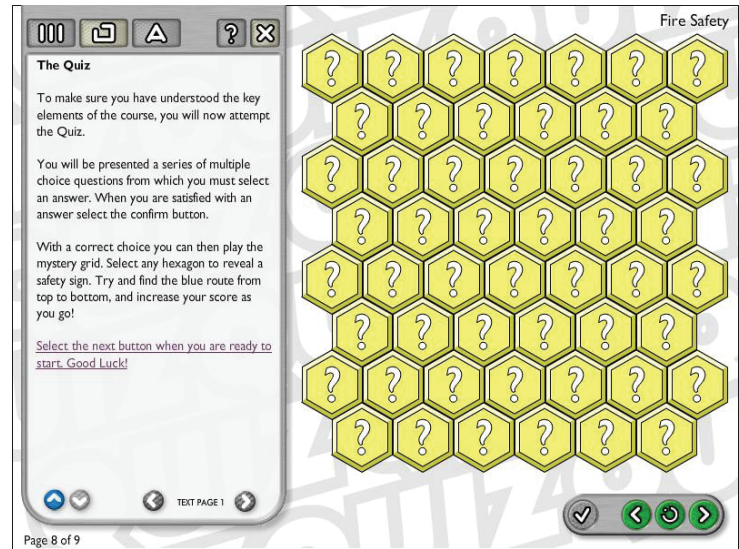 Fire Safety
The Quiz
To make sure you have understood the key
elements of the course, you will now attempt
the Quiz.
You will be presented a series of multiple
choice questions from which you must select
an answer. When you are satisfied with an
answer select the confirm button.
With a correct choice you can then play the
mystery grid. Select any hexagon to reveal a
safety sign. Try and find the blue route from
top to bottom, and increase your score as
you go!
Select the next button when you are ready to
start. Good Luck!
TEXT PAGE 1
Page 8 of 9
? ? ? ? ? ? ?
? ? ? ? ? ?
? ? ? ? ? ? ?
? ? ? ? ? ?
? ? ? ? ? ? ?
? ? ? ? ? ?
? ? ? ? ? ? ?
? ? ? ? ? ?